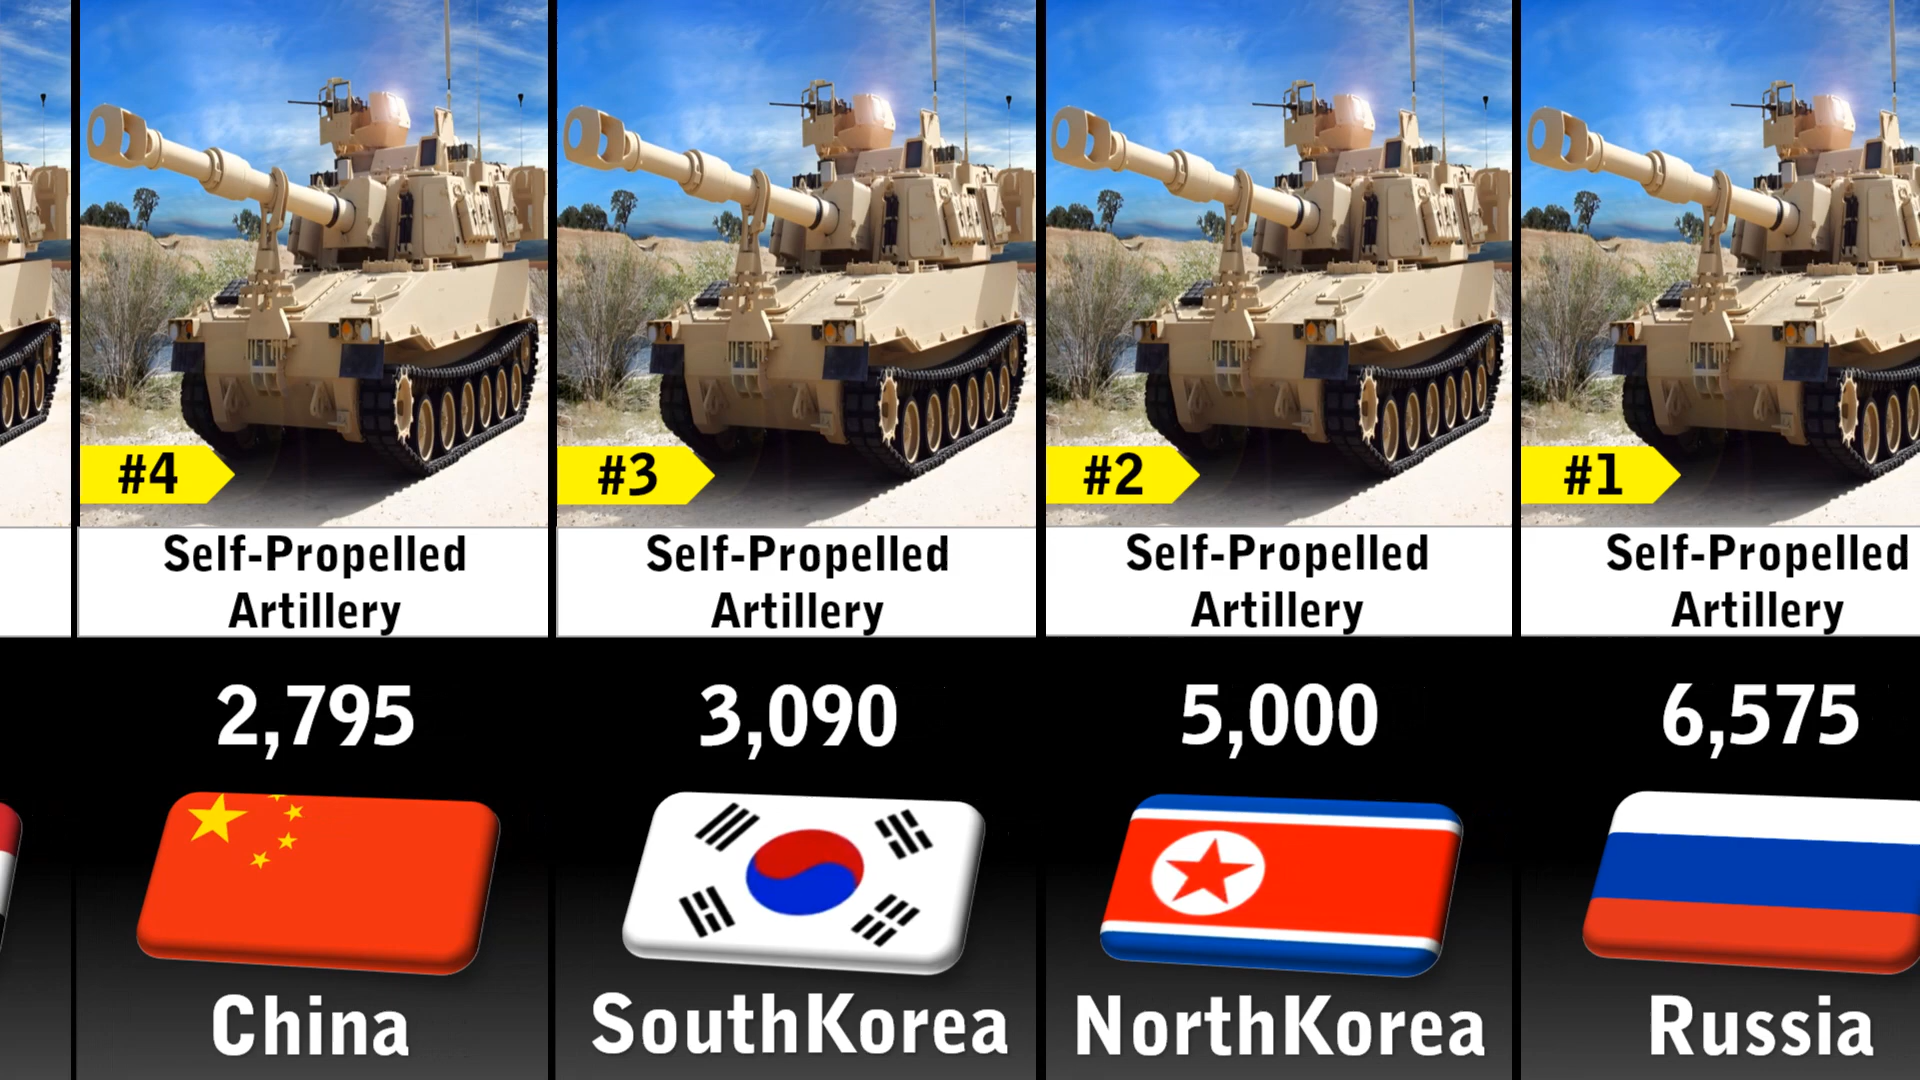 #4
Self-Propelled
Artillery
2,795
China
#3
Self-Propelled
Artillery
3,090
SouthKorea
#2
Self-Propelled
Artillery
5,000
NorthKorea
#1
Self-Propelled
Artillery
6,575
Russia